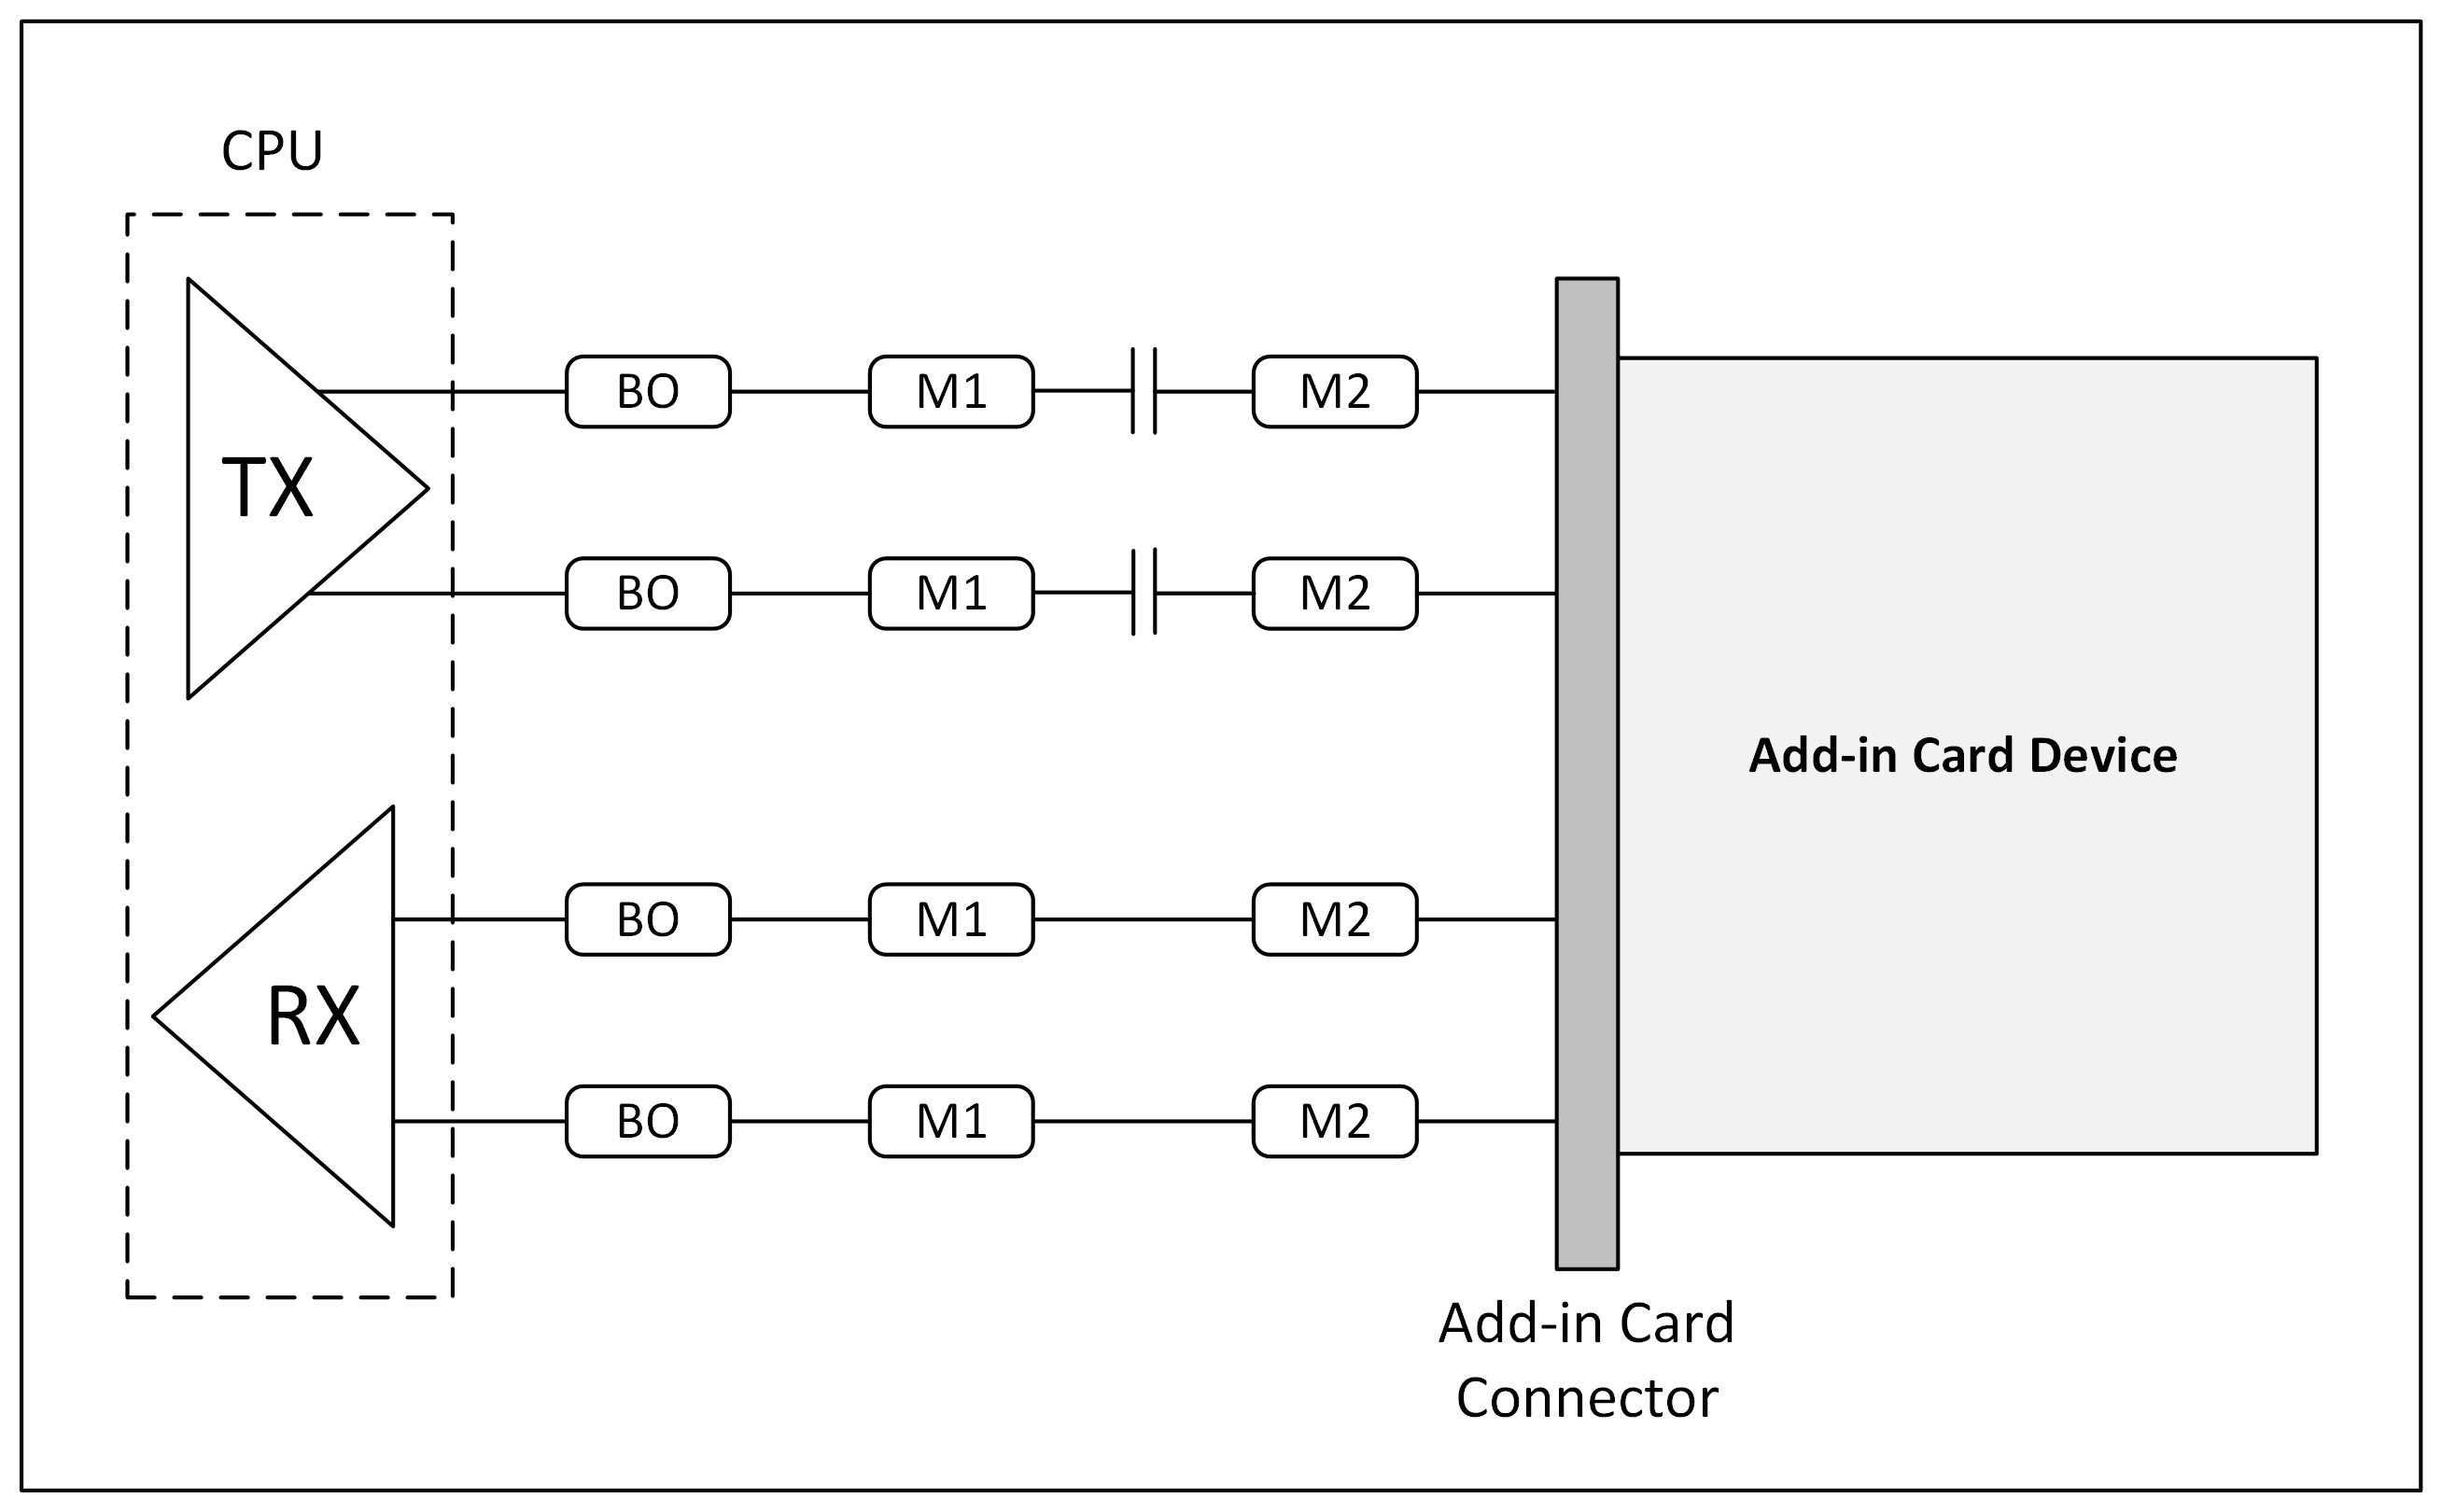 CPU
TX
BO M1 M2
BO M1 M2
Add-in Card Device
RX
BO M1 M2
BO M1 M2
Add-in Card
Connector